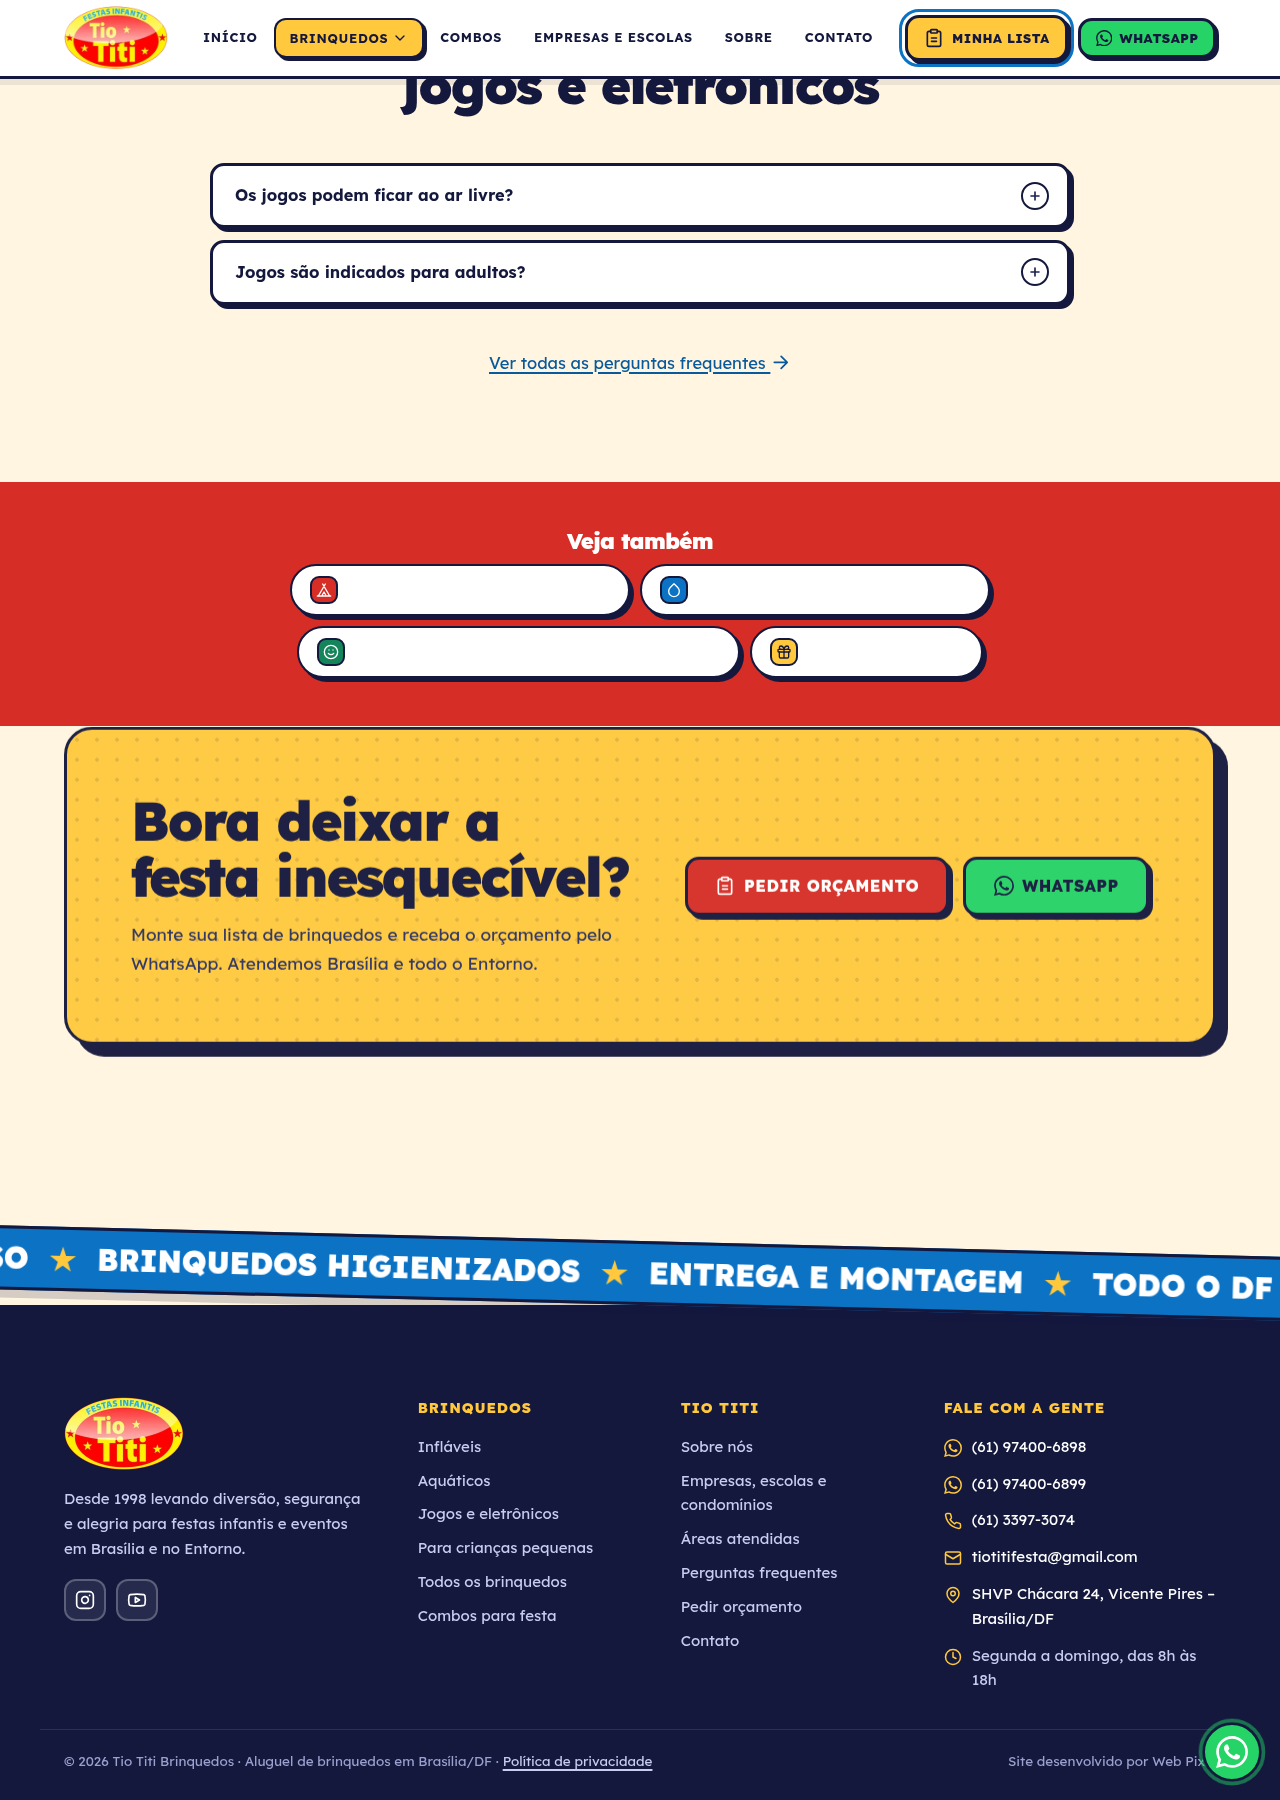 FESTAS INFANTIS
Tio
Titi
INÍCIO
BRINQUEDOS
COMBOS
EMPRESAS E ESCOLAS
SOBRE
CONTATO
MINHA LISTA
WHATSAPP
jogos e eletrônicos
Os jogos podem ficar ao ar livre?
Jogos são indicados para adultos?
Ver todas as perguntas frequentes
Veja também
Bora deixar a
festa inesquecível?
Monte sua lista de brinquedos e receba o orçamento pelo
WhatsApp. Atendemos Brasília e todo o Entorno.
PEDIR ORÇAMENTO
WHATSAPP
SO ★ BRINQUEDOS HIGIENIZADOS ★ ENTREGA E MONTAGEM ★ TODO O DF
FESTAS INFANTIS
Tio
Titi
Desde 1998 levando diversão, segurança
e alegria para festas infantis e eventos
em Brasília e no Entorno.
BRINQUEDOS
Infláveis
Aquáticos
Jogos e eletrônicos
Para crianças pequenas
Todos os brinquedos
Combos para festa
TIO TITI
Sobre nós
Empresas, escolas e
condomínios
Áreas atendidas
Perguntas frequentes
Pedir orçamento
Contato
FALE COM A GENTE
(61) 97400-6898
(61) 97400-6899
(61) 3397-3074
tiotitifesta@gmail.com
SHVP Chácara 24, Vicente Pires –
Brasília/DF
Segunda a domingo, das 8h às
18h
© 2026 Tio Titi Brinquedos · Aluguel de brinquedos em Brasília/DF · Política de privacidade
Site desenvolvido por Web